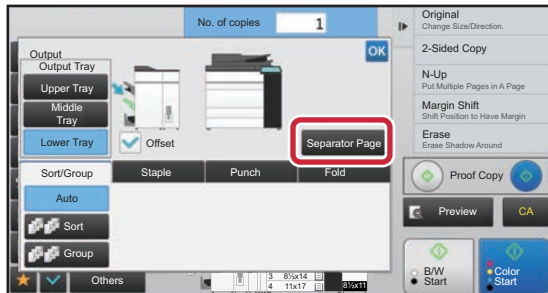 No. of copies 1
Original
Change Size/Direction.
2-Sided Copy
N-Up
Put Multiple Pages in A Page
Margin Shift
Shift Position to Have Margin
Erase
Erase Shadow Around
Output
OK
Output Tray
Upper Tray
Middle
Tray
Lower Tray
Offset
Separator Page
Sort/Group
Staple
Punch
Fold
Auto
Sort
Group
Proof Copy
Preview
CA
B/W
Start
Color
Start
Others
3 8½x14
4 11x17
8½x11